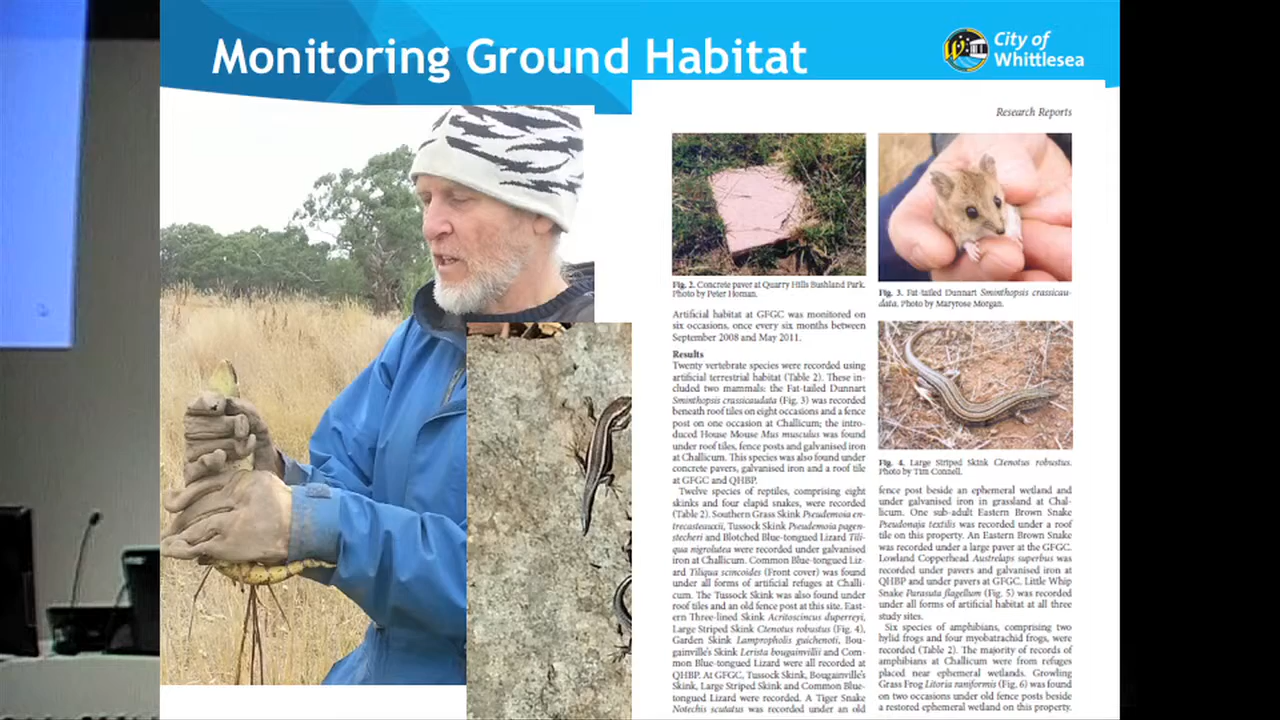 Monitoring Ground Habitat
City of
Whittlesea
Research Reports
Fig. 2. Concrete paver at Quarry Hills Bushland Park.
Photo by Peter Homan.
Fig. 3. Fat-tailed Dunnart Sminthopsis crassicau-
data. Photo by Maryrose Morgan.
Artificial habitat at GFGC was monitored on
six occasions, once every six months between
September 2008 and May 2011.
Results
Twenty vertebrate species were recorded using
artificial terrestrial habitat (Table 2). These in-
cluded two mammals: the Fat-tailed Dunnart
Sminthopsis crassicaudata (Fig. 3) was recorded
beneath roof tiles on eight occasions and a fence
post on one occasion at Challicum; the intro-
duced House Mouse Mus musculus was found
under roof tiles, fence posts and galvanised iron
at Challicum. This species was also found under
concrete pavers, galvanised iron and a roof tile
at GFGC and QHBP.
Twelve species of reptiles, comprising eight
skinks and four elapid snakes, were recorded
(Table 2). Southern Grass Skink Pseudemoia en-
trecasteauxii, Tussock Skink Pseudemoia pagen-
stecheri and Blotched Blue-tongued Lizard Tili-
qua nigrolutea were recorded under galvanised
iron at Challicum. Common Blue-tongued Liz-
ard Tiliqua scincoides (Front cover) was found
under all forms of artificial refuges at Challi-
cum. The Tussock Skink was also found under
roof tiles and an old fence post at this site. East-
ern Three-lined Skink Acritoscincus duperreyi,
Large Striped Skink Ctenotus robustus (Fig. 4),
Garden Skink Lampropholis guichenoti, Bou-
gainville's Skink Lerista bougainvillii and Com-
mon Blue-tongued Lizard were all recorded at
QHBP. At GFGC, Tussock Skink, Bougainville's
Skink, Large Striped Skink and Common Blue-
tongued Lizard were recorded. A Tiger Snake
Notechis scutatus was recorded under an old
Fig. 4. Large Striped Skink Ctenotus robustus.
Photo by Tim Connell.
fence post beside an ephemeral wetland and
under galvanised iron in grassland at Chal-
licum. One sub-adult Eastern Brown Snake
Pseudonaja textilis was recorded under a roof
tile on this property. An Eastern Brown Snake
was recorded under a large paver at the GFGC.
Lowland Copperhead Austrelaps superbus was
recorded under pavers and galvanised iron at
QHBP and under pavers at GFGC. Little Whip
Snake Parasuta flagellum (Fig. 5) was recorded
under all forms of artificial habitat at all three
study sites.
Six species of amphibians, comprising two
hylid frogs and four myobatrachid frogs, were
recorded (Table 2). The majority of records of
amphibians at Challicum were from refuges
placed near ephemeral wetlands. Growling
Grass Frog Litoria raniformis (Fig. 6) was found
on two occasions under old fence posts beside
a restored ephemeral wetland on this property.